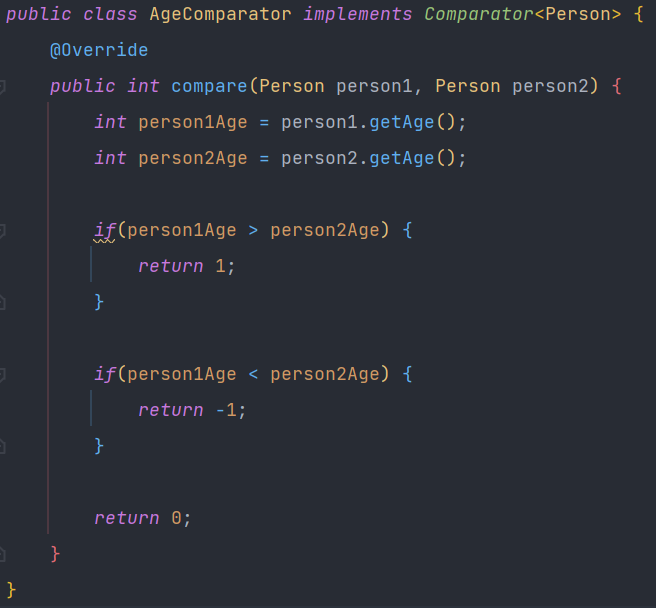 public class AgeComparator implements Comparator<Person> {
    @Override
    public int compare(Person person1, Person person2) {
        int person1Age = person1.getAge();
        int person2Age = person2.getAge();

        if(person1Age > person2Age) {
            return 1;
        }

        if(person1Age < person2Age) {
            return -1;
        }

        return 0;
    }
}